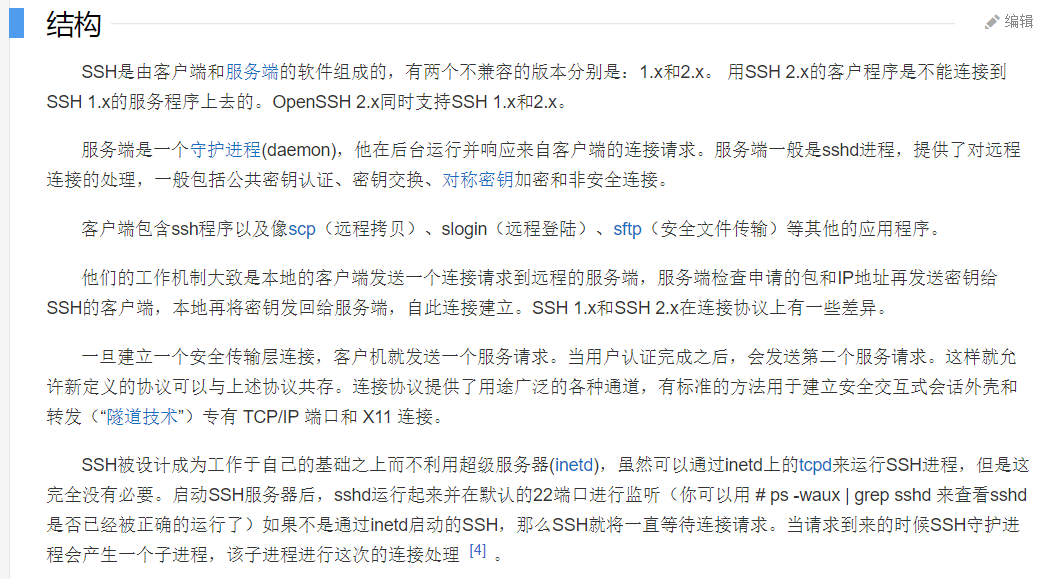 结构
编辑
SSH是由客户端和服务端的软件组成的，有两个不兼容的版本分别是：1.x和2.x。 用SSH 2.x的客户程序是不能连接到
SSH 1.x的服务程序上去的。OpenSSH 2.x同时支持SSH 1.x和2.x。
服务端是一个守护进程(daemon)，他在后台运行并响应来自客户端的连接请求。服务端一般是sshd进程，提供了对远程
连接的处理，一般包括公共密钥认证、密钥交换、对称密钥加密和非安全连接。
客户端包含ssh程序以及像scp（远程拷贝）、slogin（远程登陆）、sftp（安全文件传输）等其他的应用程序。
他们的工作机制大致是本地的客户端发送一个连接请求到远程的服务端，服务端检查申请的包和IP地址再发送密钥给
SSH的客户端，本地再将密钥发回给服务端，自此连接建立。SSH 1.x和SSH 2.x在连接协议上有一些差异。
一旦建立一个安全传输层连接，客户机就发送一个服务请求。当用户认证完成之后，会发送第二个服务请求。这样就允
许新定义的协议可以与上述协议共存。连接协议提供了用途广泛的各种通道，有标准的方法用于建立安全交互式会话外壳和
转发（“隧道技术”）专有 TCP/IP 端口和 X11 连接。
SSH被设计成为工作于自己的基础之上而不利用超级服务器(inetd)，虽然可以通过inetd上的tcpd来运行SSH进程，但是这
完全没有必要。启动SSH服务器后，sshd运行起来并在默认的22端口进行监听（你可以用 # ps -waux | grep sshd 来查看sshd
是否已经被正确的运行了）如果不是通过inetd启动的SSH，那么SSH就将一直等待连接请求。当请求到来的时候SSH守护进
程会产生一个子进程，该子进程进行这次的连接处理 [4] 。